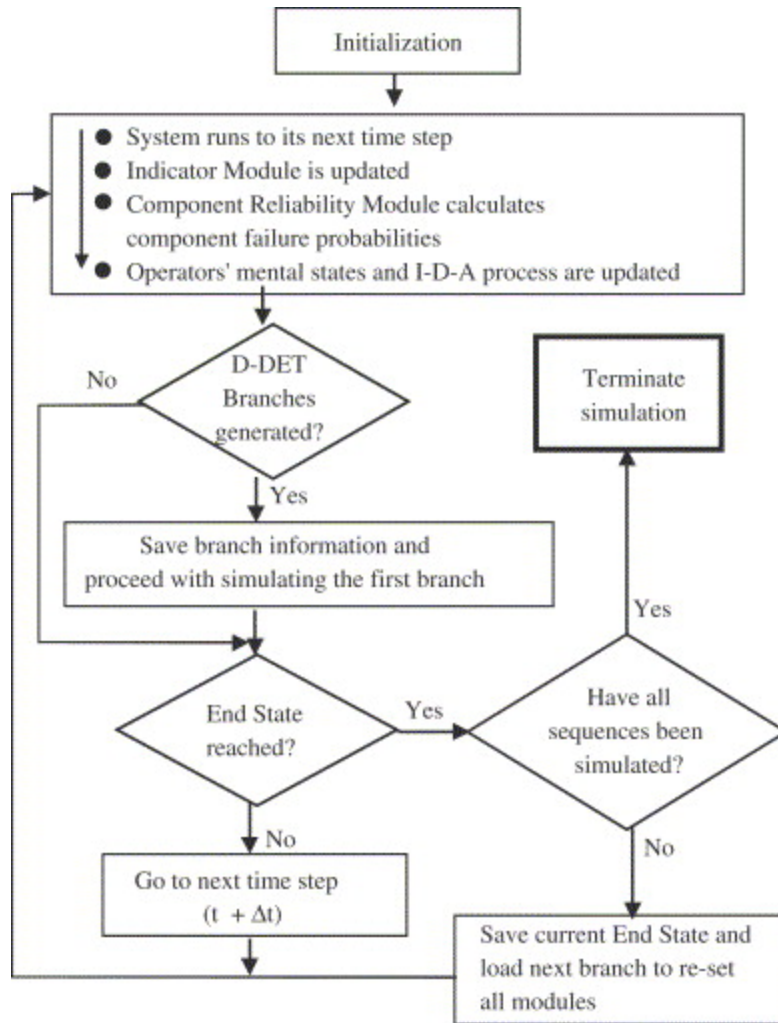 Initialization
● System runs to its next time step
● Indicator Module is updated
● Component Reliability Module calculates
component failure probabilities
● Operators' mental states and I-D-A process are updated
No
D-DET
Branches
generated?
Terminate
simulation
Yes
Save branch information and
proceed with simulating the first branch
Yes
End State
reached?
Yes
Have all
sequences been
simulated?
No
No
Go to next time step
(t + Δt)
Save current End State and
load next branch to re-set
all modules